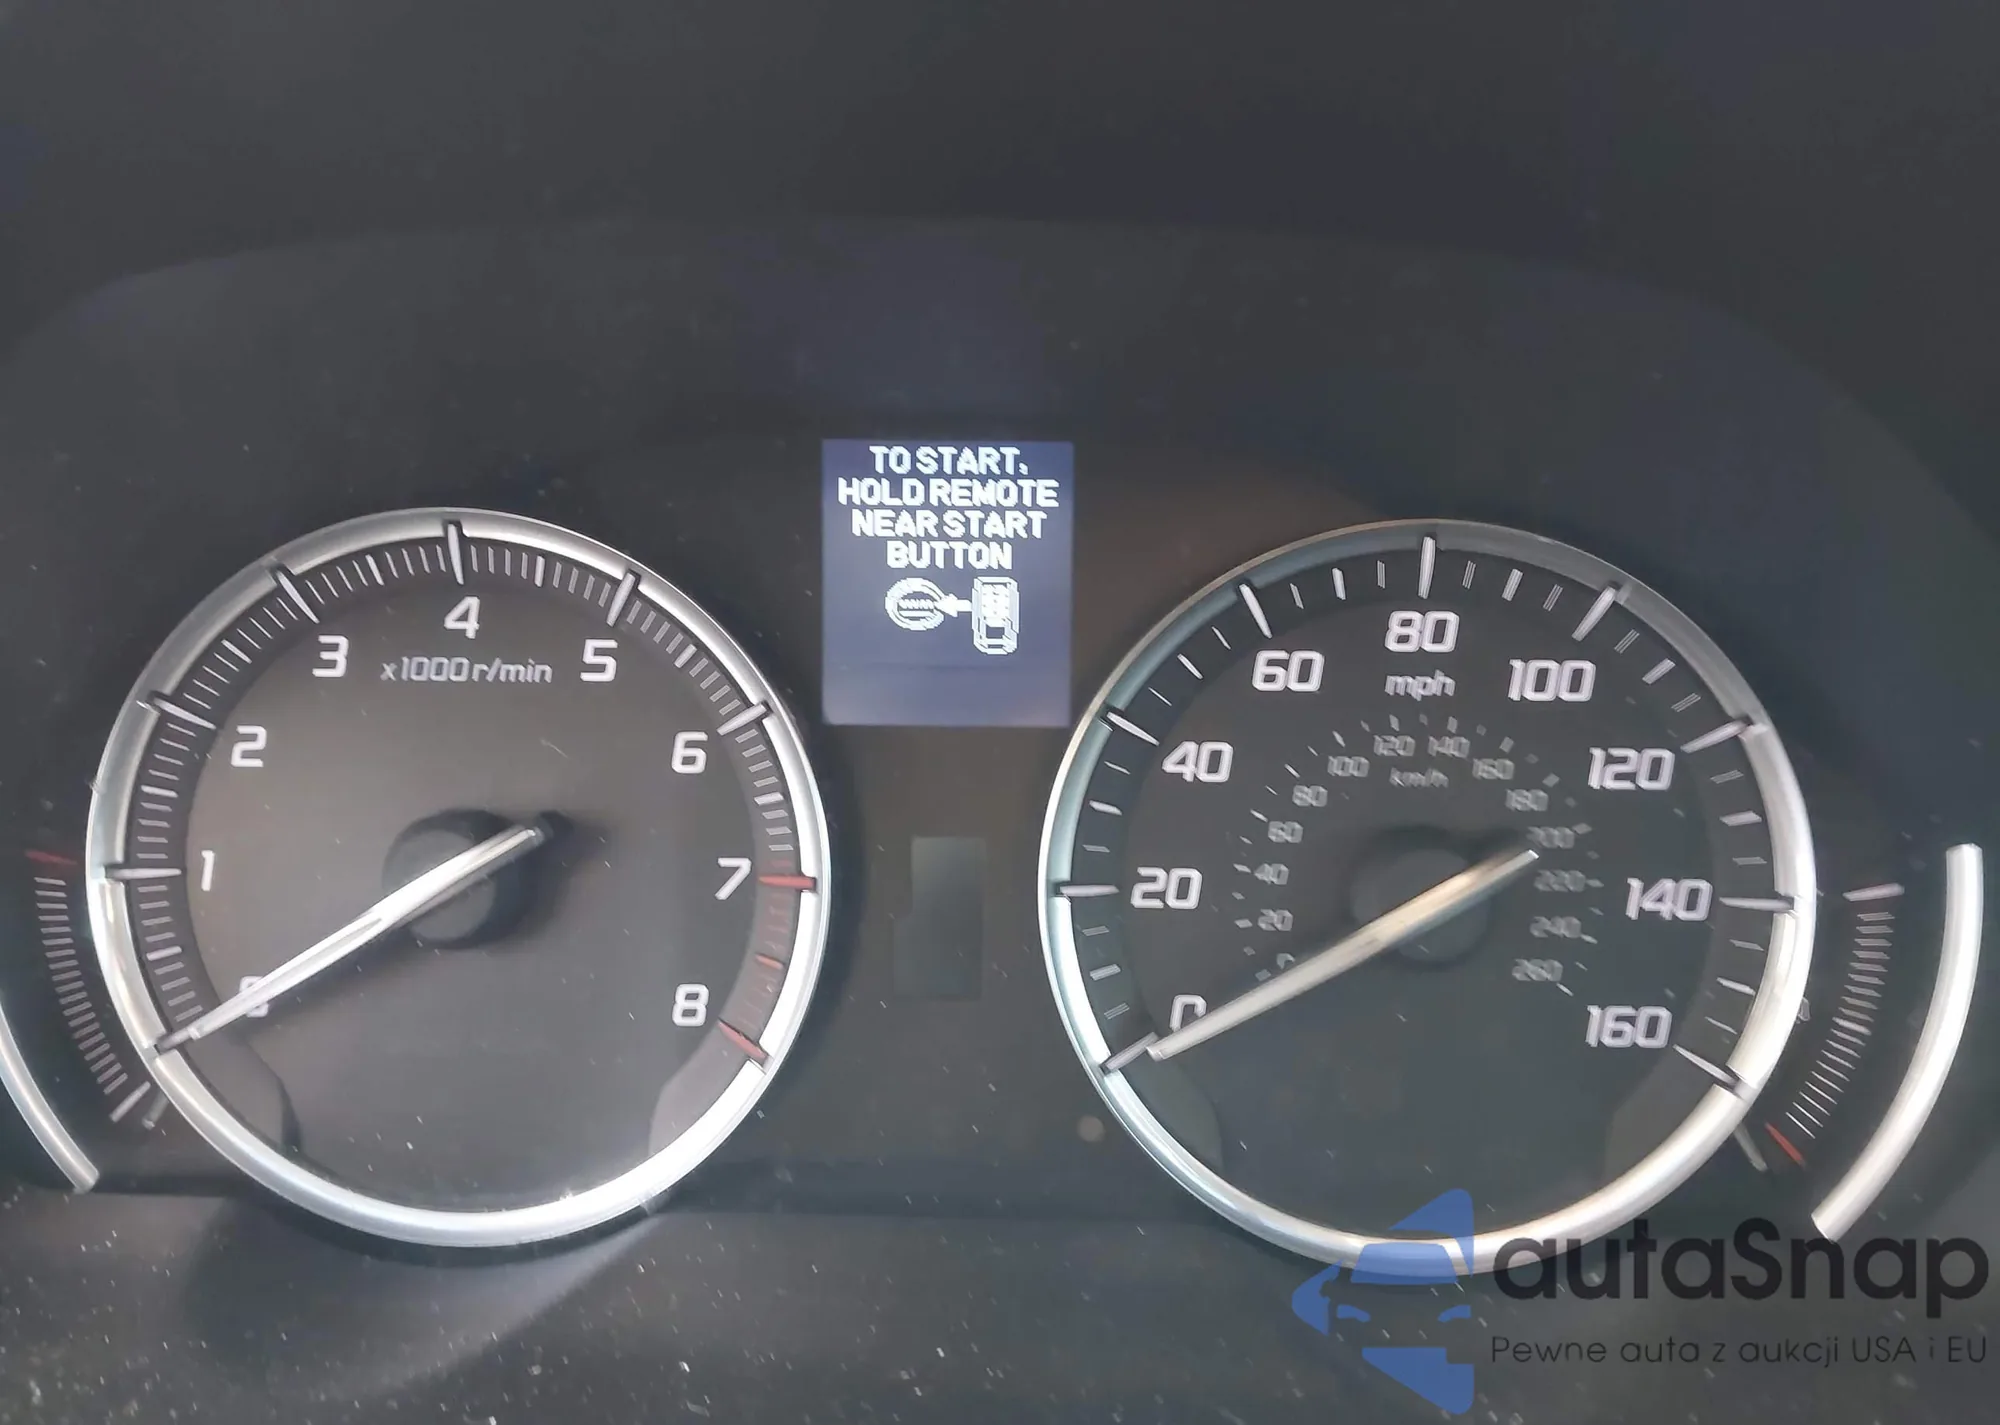 TO START,
HOLD REMOTE
NEAR START
BUTTON
0 1 2 3 4 5 6 7 8
x1000r/min
0 20 40 60 80 100 120 140 160
mph
0 20 40 60 80 100 120 140 160 180 200 220 240 260
km/h
autaSnap
Pewne auta z aukcji USA i EU